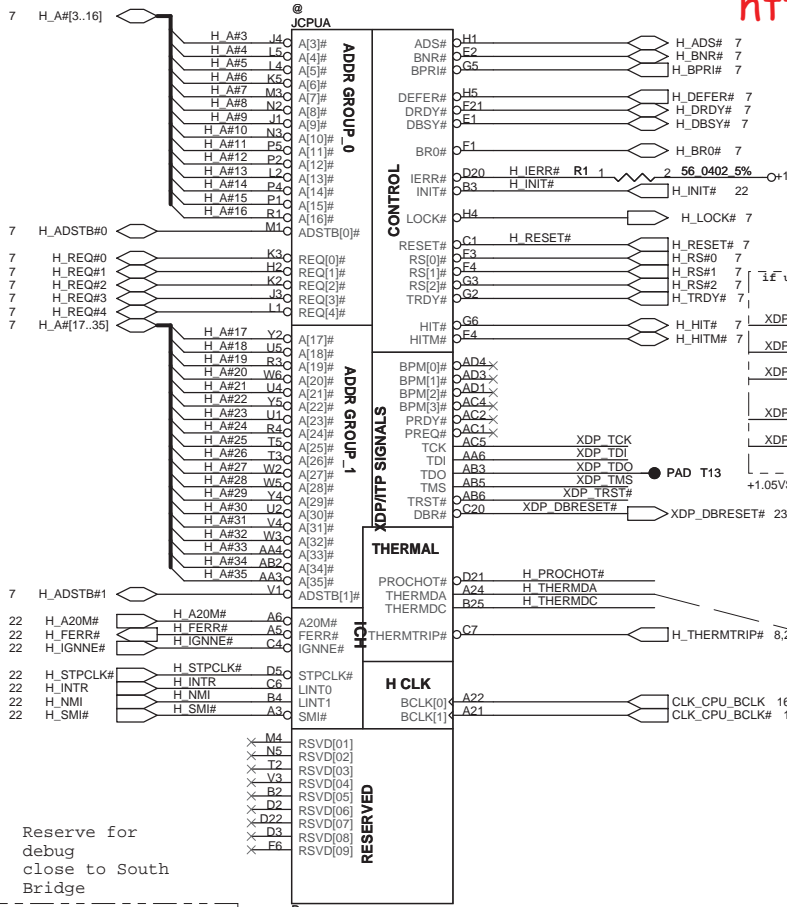 @
JCPUA
7 H_A#[3..16]
H_A#3 J4 A[3]#
H_A#4 L5 A[4]#
H_A#5 L4 A[5]#
H_A#6 K5 A[6]#
H_A#7 M3 A[7]#
H_A#8 N2 A[8]#
H_A#9 J1 A[9]#
H_A#10 N3 A[10]#
H_A#11 P5 A[11]#
H_A#12 P2 A[12]#
H_A#13 L2 A[13]#
H_A#14 P4 A[14]#
H_A#15 P1 A[15]#
H_A#16 R1 A[16]#
7 H_ADSTB#0 M1 ADSTB[0]#
ADDR GROUP_0
7 H_REQ#0 K3 REQ[0]#
7 H_REQ#1 H2 REQ[1]#
7 H_REQ#2 K2 REQ[2]#
7 H_REQ#3 J3 REQ[3]#
7 H_REQ#4 L1 REQ[4]#
7 H_A#[17..35]
H_A#17 Y2 A[17]#
H_A#18 U5 A[18]#
H_A#19 R3 A[19]#
H_A#20 W6 A[20]#
H_A#21 U4 A[21]#
H_A#22 Y5 A[22]#
H_A#23 U1 A[23]#
H_A#24 R4 A[24]#
H_A#25 T5 A[25]#
H_A#26 T3 A[26]#
H_A#27 W2 A[27]#
H_A#28 W5 A[28]#
H_A#29 Y4 A[29]#
H_A#30 U2 A[30]#
H_A#31 V4 A[31]#
H_A#32 W3 A[32]#
H_A#33 AA4 A[33]#
H_A#34 AB2 A[34]#
H_A#35 AA3 A[35]#
7 H_ADSTB#1 V1 ADSTB[1]#
ADDR GROUP_1
22 H_A20M# H_A20M# A6 A20M#
22 H_FERR# H_FERR# A5 FERR#
22 H_IGNNE# H_IGNNE# C4 IGNNE#
ICH
22 H_STPCLK# H_STPCLK# D5 STPCLK#
22 H_INTR H_INTR C6 LINT0
22 H_NMI H_NMI B4 LINT1
22 H_SMI# H_SMI# A3 SMI#
M4 RSVD[01]
N5 RSVD[02]
T2 RSVD[03]
V3 RSVD[04]
B2 RSVD[05]
D2 RSVD[06]
D22 RSVD[07]
D3 RSVD[08]
F6 RSVD[09]
RESERVED
CONTROL
ADS# H1 H_ADS# 7
BNR# E2 H_BNR# 7
BPRI# G5 H_BPRI# 7
DEFER# H5 H_DEFER# 7
DRDY# F21 H_DRDY# 7
DBSY# E1 H_DBSY# 7
BR0# F1 H_BR0# 7
IERR# D20 H_IERR# R1 1 2 56_0402_5%
INIT# B3 H_INIT# H_INIT# 22
LOCK# H4 H_LOCK# 7
RESET# C1 H_RESET# H_RESET# 7
RS[0]# F3 H_RS#0 7
RS[1]# F4 H_RS#1 7
RS[2]# G3 H_RS#2 7
TRDY# G2 H_TRDY# 7
HIT# G6 H_HIT# 7
HITM# E4 H_HITM# 7
XDP/ITP SIGNALS
BPM[0]# AD4
BPM[1]# AD3
BPM[2]# AD1
BPM[3]# AC4
PRDY# AC2
PREQ# AC1
TCK AC5 XDP_TCK
TDI AA6 XDP_TDI
TDO AB3 XDP_TDO PAD T13
TMS AB5 XDP_TMS
TRST# AB6 XDP_TRST#
DBR# C20 XDP_DBRESET# XDP_DBRESET# 23
THERMAL
PROCHOT# D21 H_PROCHOT#
THERMDA A24 H_THERMDA
THERMDC B25 H_THERMDC
THERMTRIP# C7 H_THERMTRIP# 8,2
H CLK
BCLK[0] A22 CLK_CPU_BCLK 16
BCLK[1] A21 CLK_CPU_BCLK# 1
if
XDP
XDP
XDP
XDP
XDP
+1.05VS
Reserve for
debug
close to South
Bridge